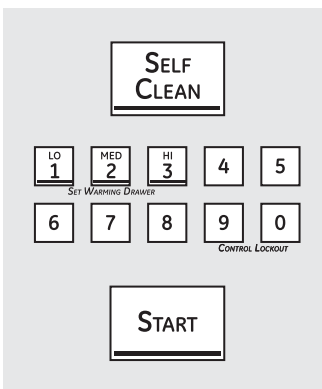 SELF
CLEAN
LO MED HI
1 2 3 4 5
SET WARMING DRAWER
6 7 8 9 0
CONTROL LOCKOUT
START